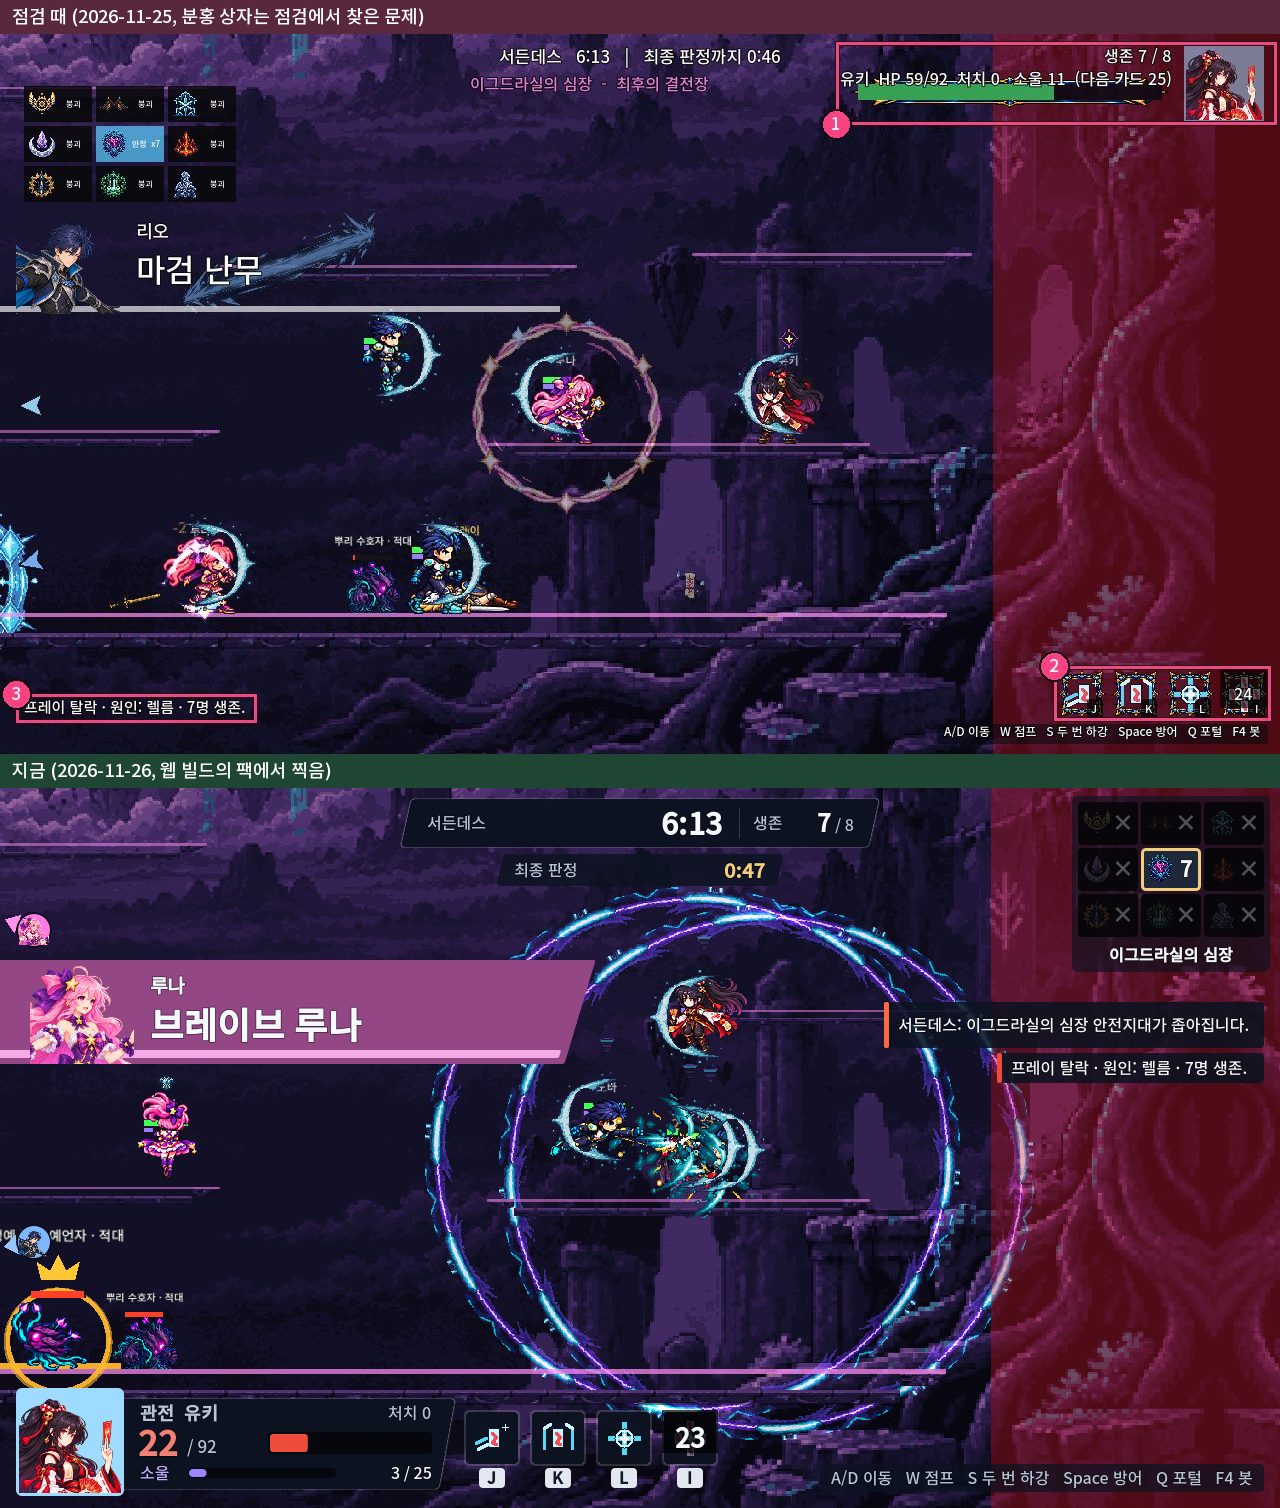 점검 때 (2026-11-25, 분홍 상자는 점검에서 찾은 문제)
서든데스 6:13 | 최종 판정까지 0:46
이그드라실의 심장 - 최후의 결전장
생존 7 / 8
유키 HP 59/92 처치 0 · 소울 11 (다음 카드 25)
1
붕괴 붕괴 붕괴
붕괴 안정 x7 붕괴
붕괴 붕괴 붕괴
리오
마검 난무
루나
유키
뿌리 수호자 · 적대
2
3
프레이 탈락 · 원인: 렐름 · 7명 생존.
J K L 24 I
A/D 이동 W 점프 S 두 번 하강 Space 방어 Q 포털 F4 봇
지금 (2026-11-26, 웹 빌드의 팩에서 찍음)
서든데스 6:13 생존 7 / 8
최종 판정 0:47
7
이그드라실의 심장
루나
브레이브 루나
서든데스: 이그드라실의 심장 안전지대가 좁아집니다.
프레이 탈락 · 원인: 렐름 · 7명 생존.
예언자 · 적대
뿌리 수호자 · 적대
관전 유키 처치 0
22 / 92
소울 3 / 25
23
J K L I
A/D 이동 W 점프 S 두 번 하강 Space 방어 Q 포털 F4 봇